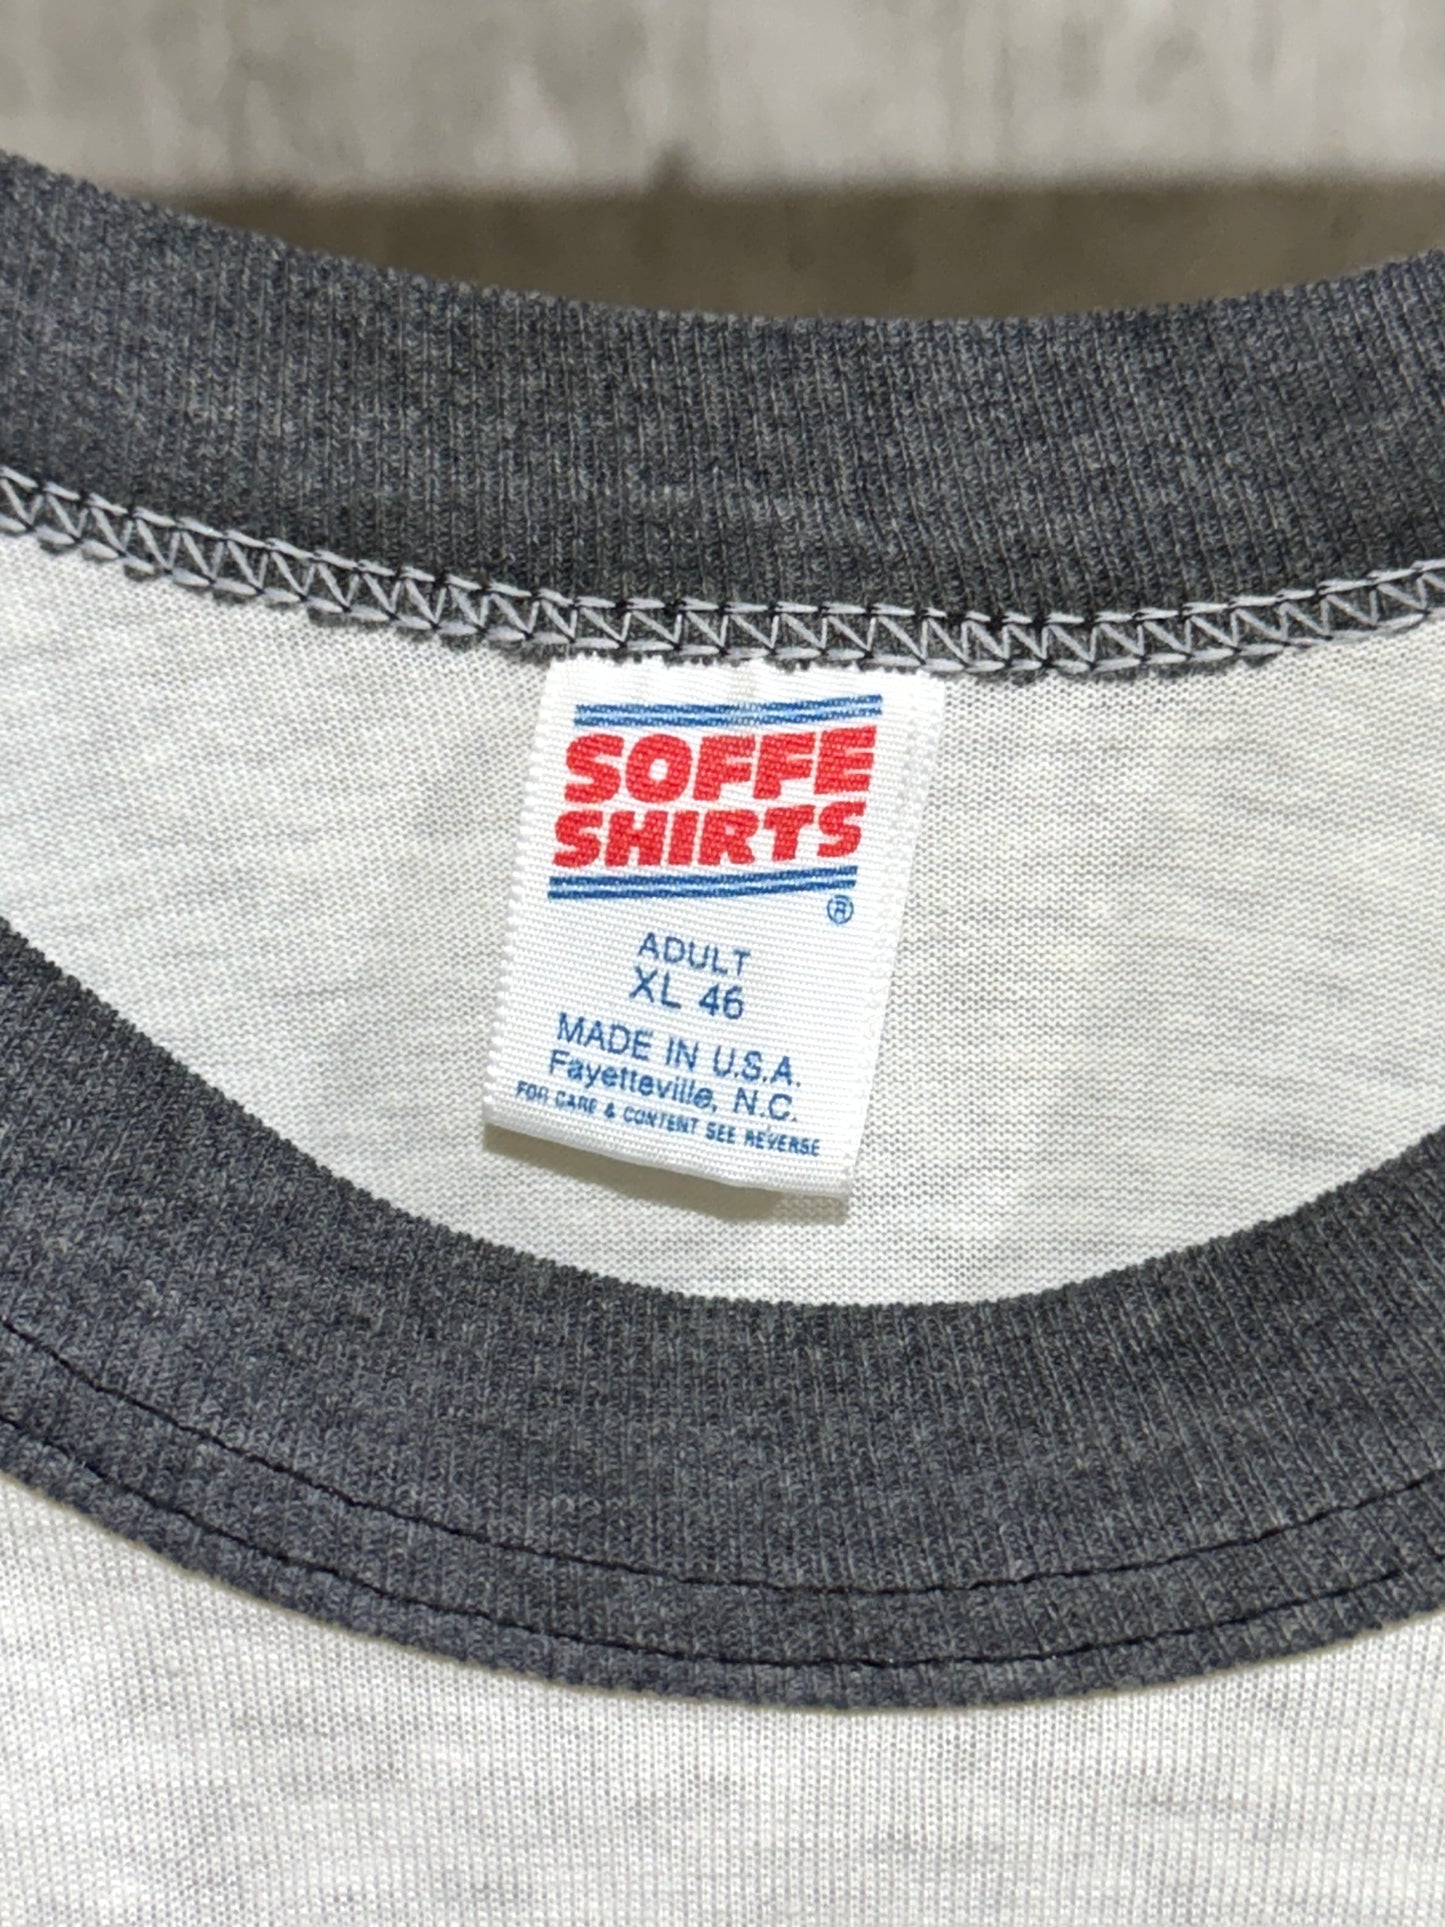 SOFFE
SHIRTS
®
ADULT
XL 46
MADE IN U.S.A.
Fayetteville, N.C.
FOR CARE & CONTENT SEE REVERSE